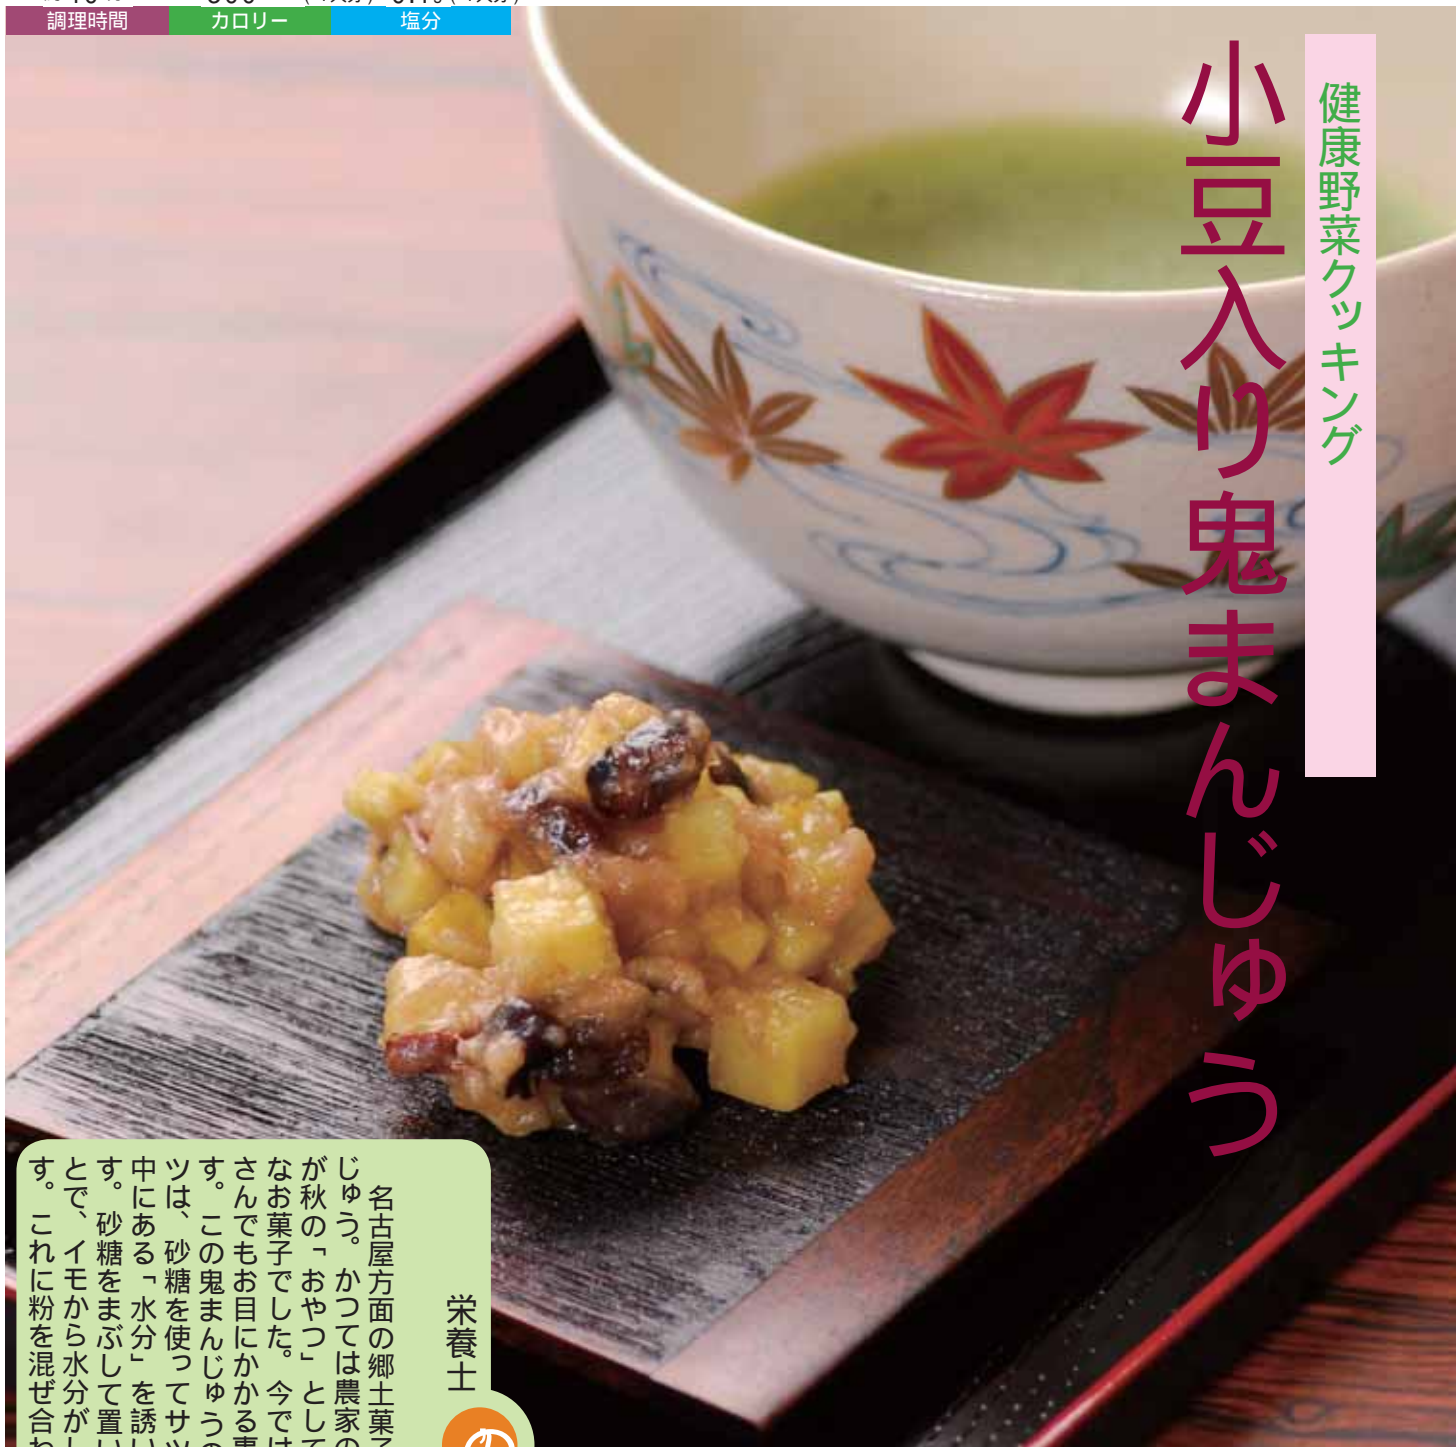 調理時間
カロリー
塩分
健康野菜クッキング
小豆入り鬼まんじゅう
栄養士
の
名古屋方面の郷土菓子
じゅう。かつては農家の
が秋の「おやつ」として
なお菓子でした。今では
さんでもお目にかかる事
す。この鬼まんじゅうの
ツは、砂糖を使ってサツ
中にある「水分」を誘い
す。砂糖をまぶして置い
とで、イモから水分がし
す。これに粉を混ぜ合わ